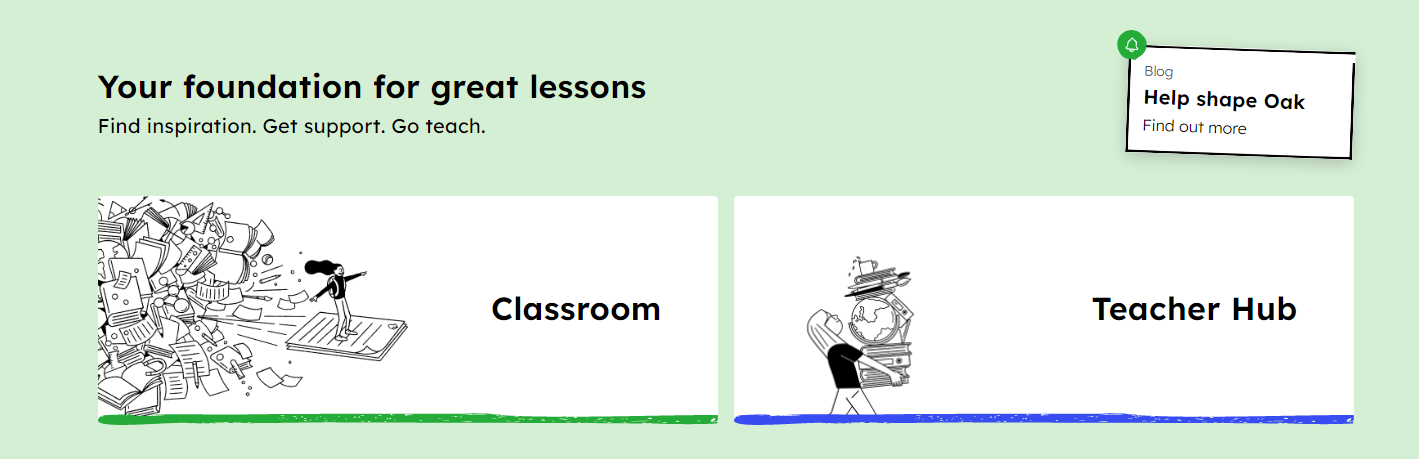 Your foundation for great lessons
Find inspiration. Get support. Go teach.
Blog
Help shape Oak
Find out more
Classroom
Teacher Hub